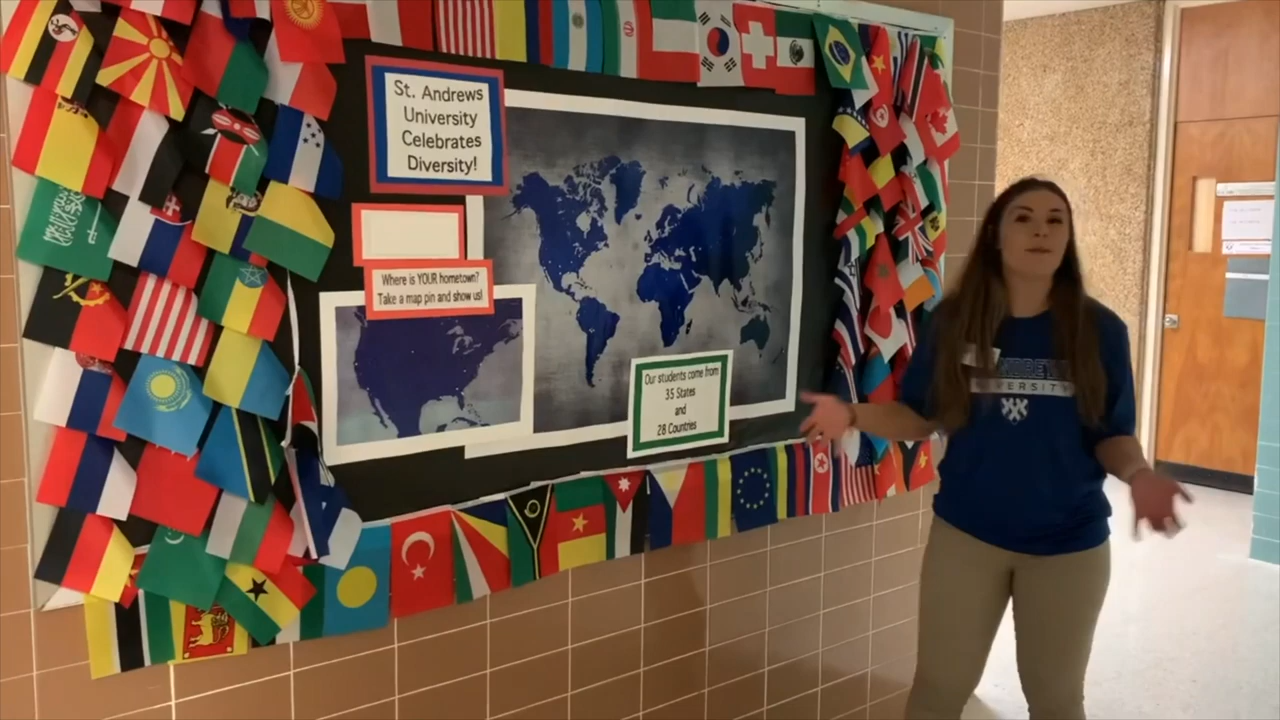 St. Andrews
University
Celebrates
Diversity!
Where is YOUR hometown?
Take a map pin and show us!
Our students come from
35 States
and
28 Countries